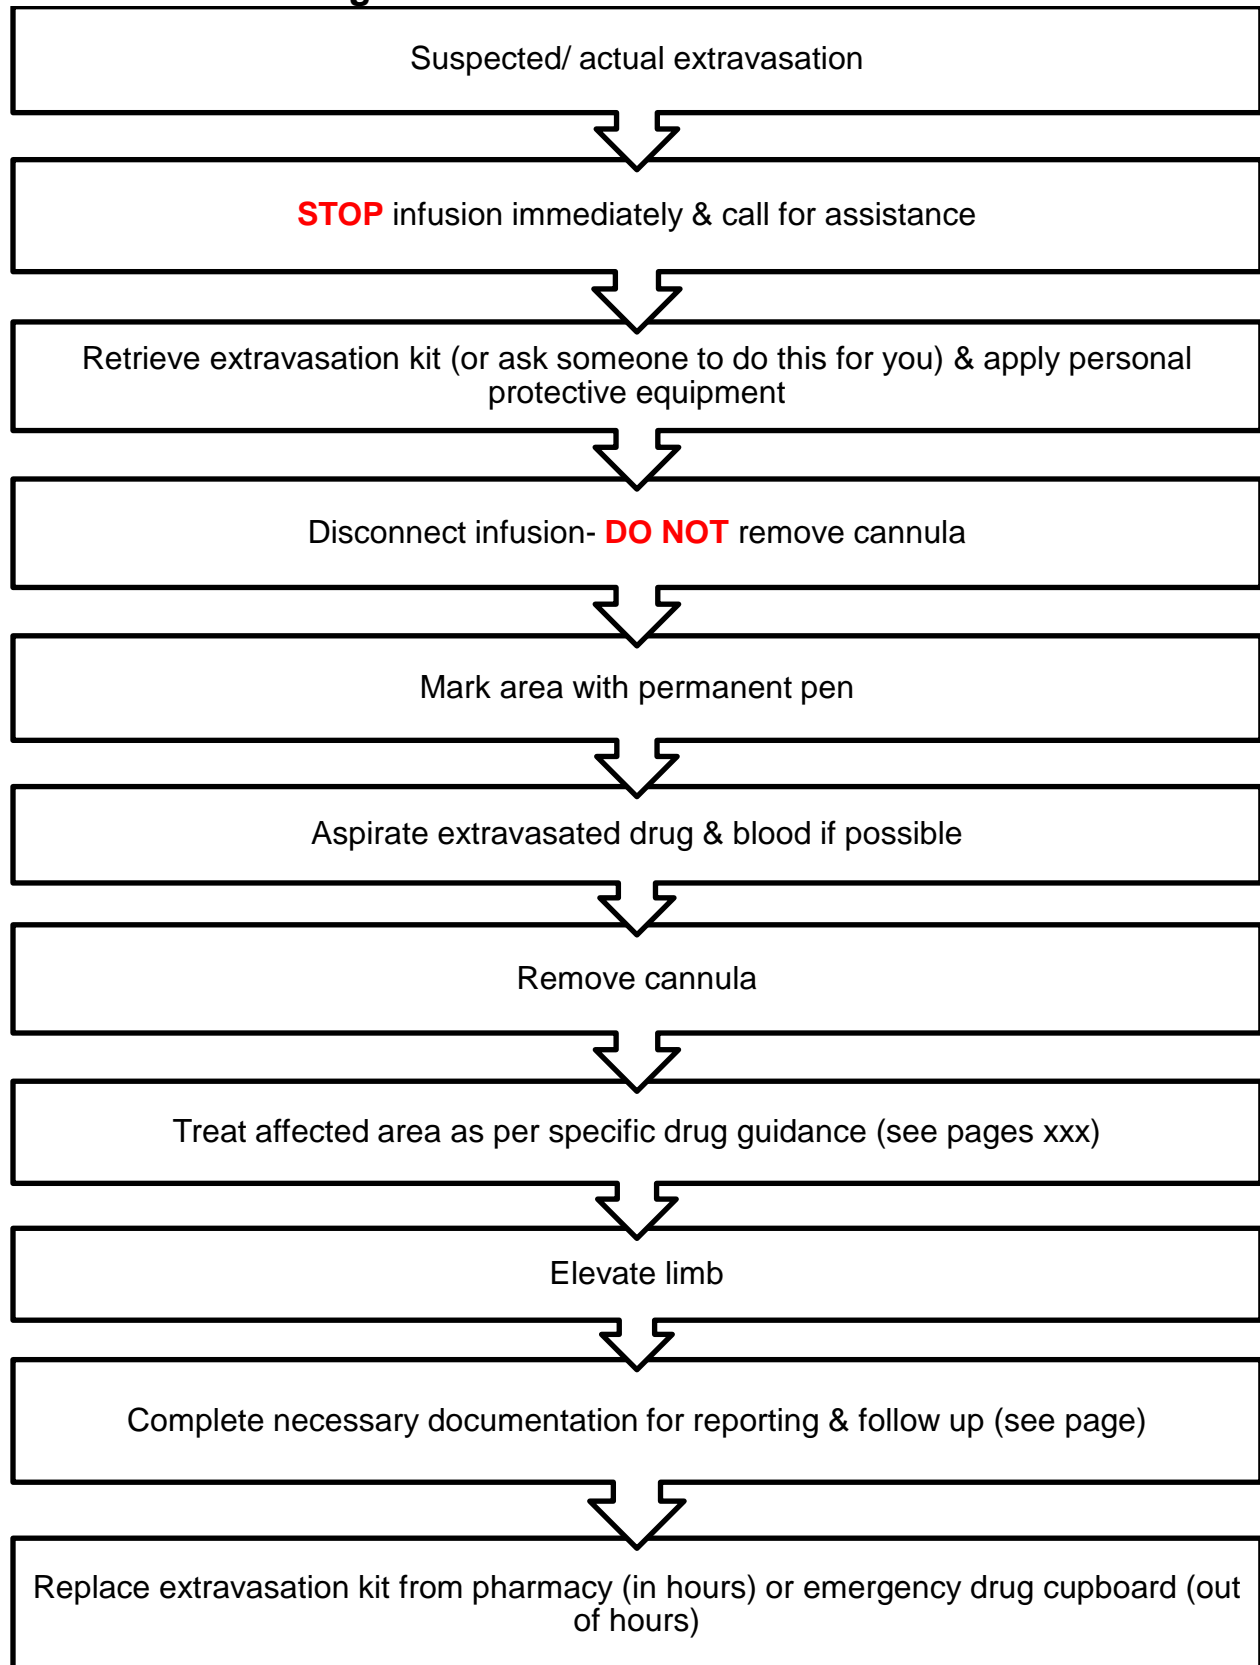 Suspected/ actual extravasation
STOP infusion immediately & call for assistance
Retrieve extravasation kit (or ask someone to do this for you) & apply personal
protective equipment
Disconnect infusion- DO NOT remove cannula
Mark area with permanent pen
Aspirate extravasated drug & blood if possible
Remove cannula
Treat affected area as per specific drug guidance (see pages xxx)
Elevate limb
Complete necessary documentation for reporting & follow up (see page)
Replace extravasation kit from pharmacy (in hours) or emergency drug cupboard (out
of hours)